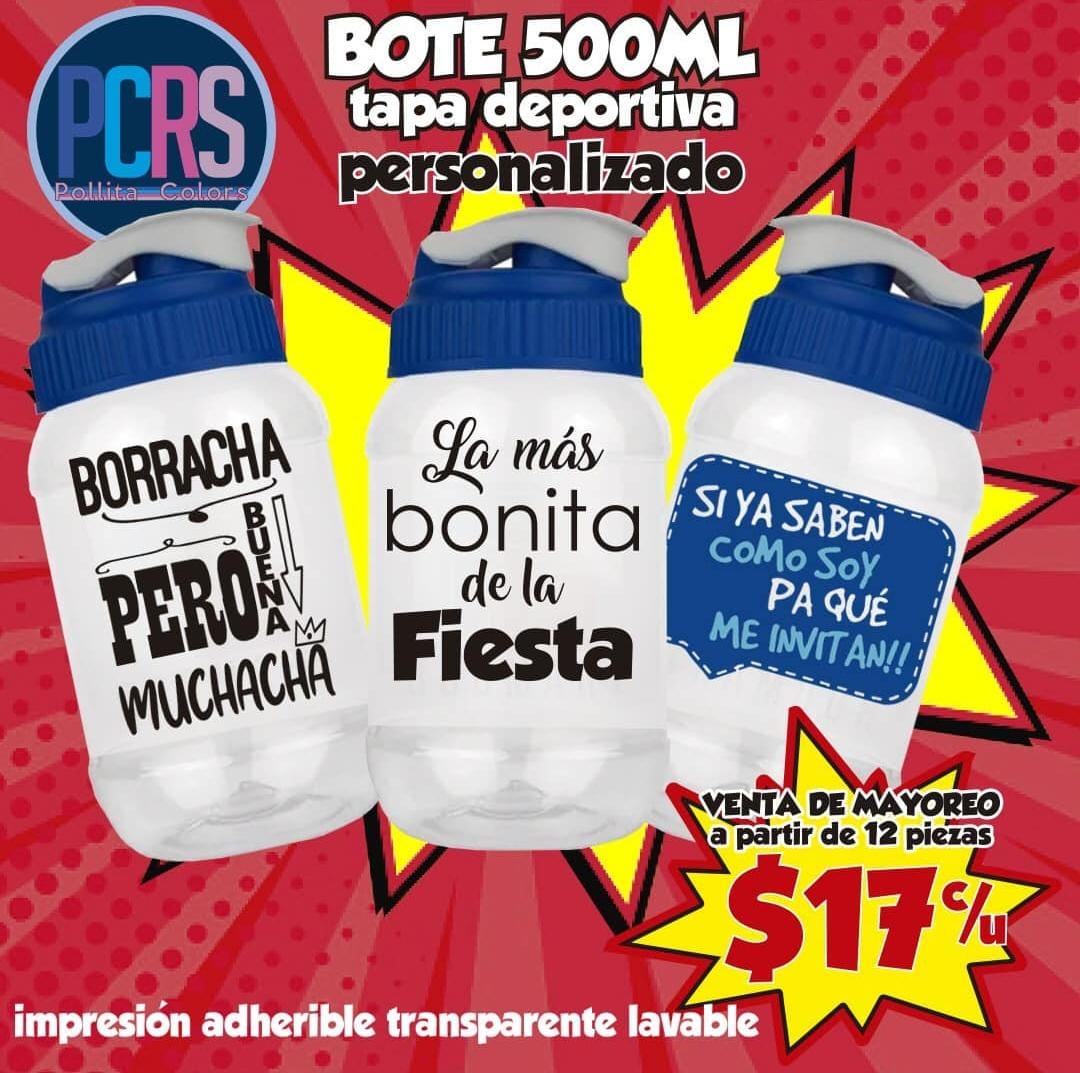 PCRS
Pollita Colors
BOTE 500ML
tapa deportiva
personalizado
BORRACHA
PERO
BUENA
MUCHACHA
La más
bonita
de la
Fiesta
SI YA SABEN
COMO SOY
PA QUÉ
ME INVITAN!!
VENTA DE MAYOREO
a partir de 12 piezas
$17 c/u
impresión adherible transparente lavable